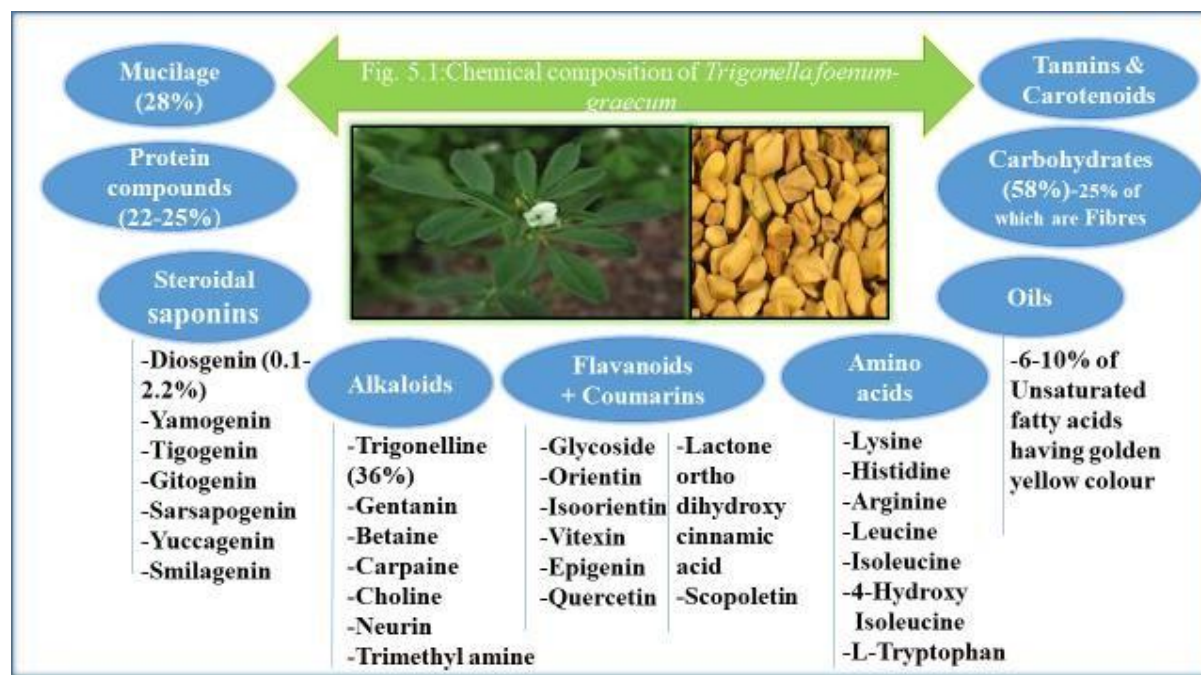 Fig. 5.1:Chemical composition of Trigonella foenum-
graecum
Mucilage
(28%)
Protein
compounds
(22-25%)
Tannins &
Carotenoids
Carbohydrates
(58%)-25% of
which are Fibres
Steroidal
saponins
-Diosgenin (0.1-
2.2%)
-Yamogenin
-Tigogenin
-Gitogenin
-Sarsapogenin
-Yuccagenin
-Smilagenin
Alkaloids
-Trigonelline
(36%)
-Gentanin
-Betaine
-Carpaine
-Choline
-Neurin
-Trimethyl amine
Flavanoids
+ Coumarins
-Glycoside
-Orientin
-Isoorientin
-Vitexin
-Epigenin
-Quercetin
-Lactone
ortho
dihydroxy
cinnamic
acid
-Scopoletin
Amino
acids
-Lysine
-Histidine
-Arginine
-Leucine
-Isoleucine
-4-Hydroxy
Isoleucine
-L-Tryptophan
Oils
-6-10% of
Unsaturated
fatty acids
having golden
yellow colour